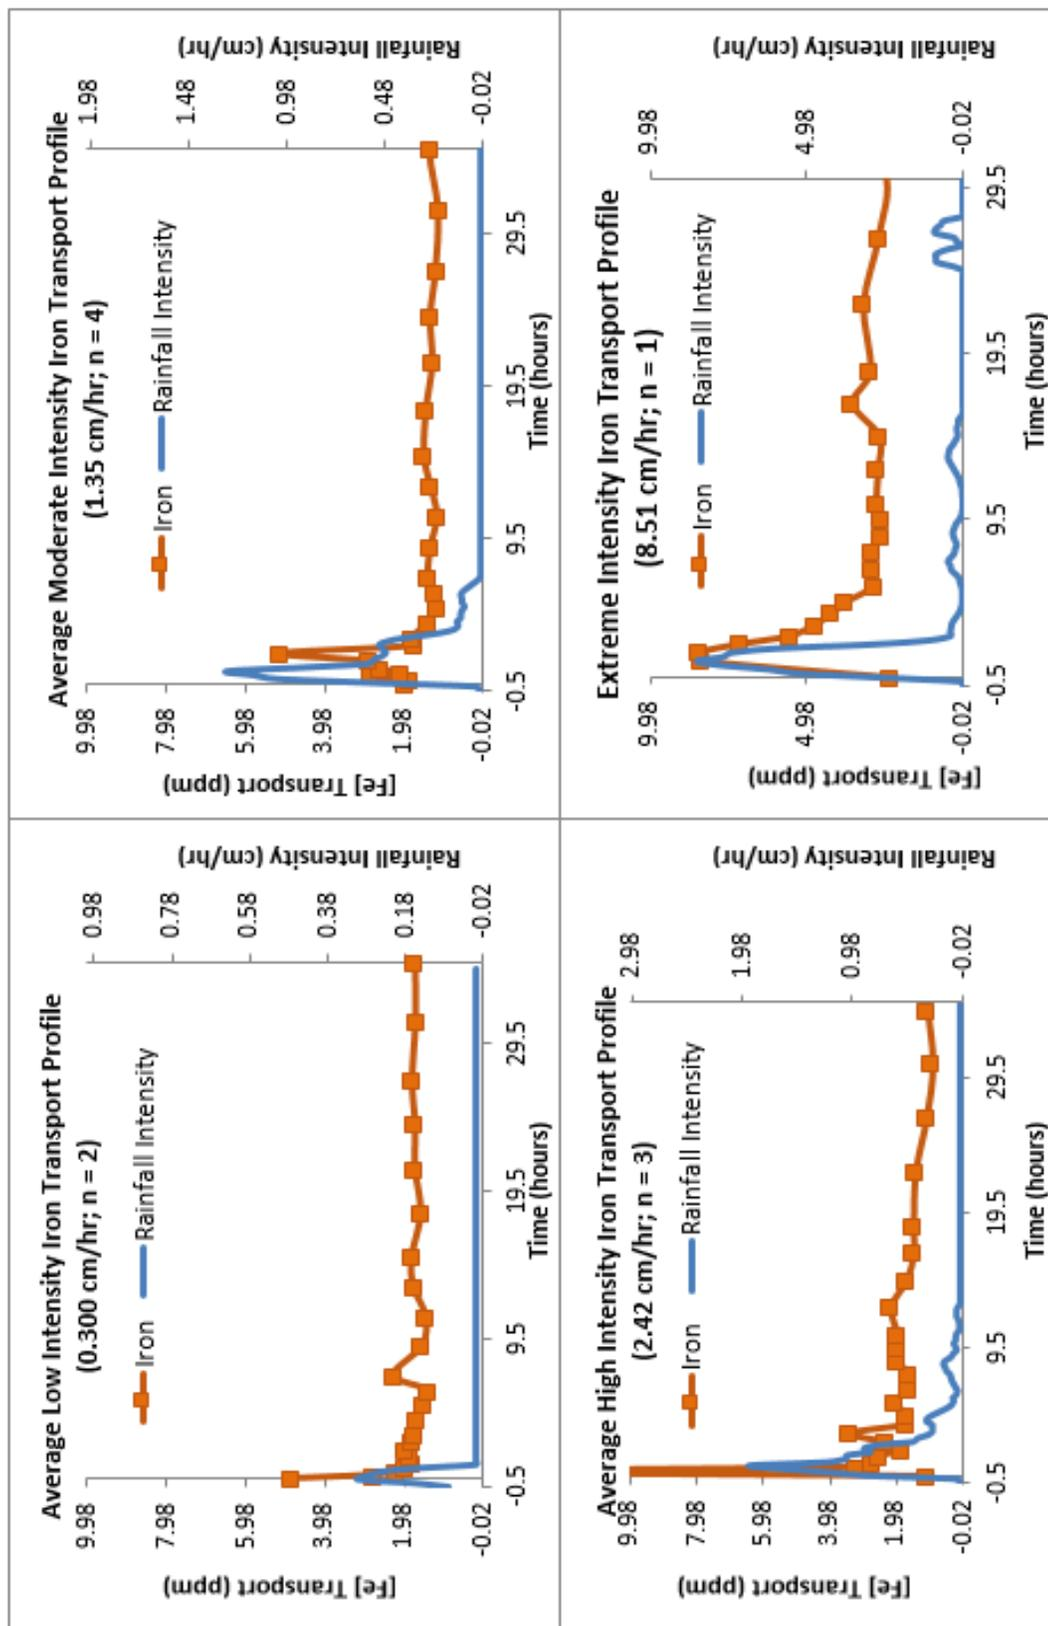 Average Low Intensity Iron Transport Profile
(0.300 cm/hr; n = 2)
Iron Rainfall Intensity
[Fe] Transport (ppm)
9.98
7.98
5.98
3.98
1.98
-0.02
Rainfall Intensity (cm/hr)
0.98
0.78
0.58
0.38
0.18
-0.02
-0.5 9.5 19.5 29.5
Time (hours)
Average Moderate Intensity Iron Transport Profile
(1.35 cm/hr; n = 4)
Iron Rainfall Intensity
[Fe] Transport (ppm)
9.98
7.98
5.98
3.98
1.98
-0.02
Rainfall Intensity (cm/hr)
1.98
1.48
0.98
0.48
-0.02
-0.5 9.5 19.5 29.5
Time (hours)
Average High Intensity Iron Transport Profile
(2.42 cm/hr; n = 3)
Iron Rainfall Intensity
[Fe] Transport (ppm)
9.98
7.98
5.98
3.98
1.98
-0.02
Rainfall Intensity (cm/hr)
2.98
1.98
0.98
-0.02
-0.5 9.5 19.5 29.5
Time (hours)
Extreme Intensity Iron Transport Profile
(8.51 cm/hr; n = 1)
Iron Rainfall Intensity
[Fe] Transport (ppm)
9.98
4.98
-0.02
Rainfall Intensity (cm/hr)
9.98
4.98
-0.02
-0.5 9.5 19.5 29.5
Time (hours)